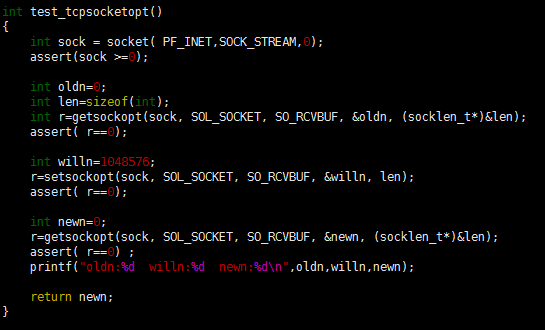 int test_tcpsocketopt()
{
    int sock = socket( PF_INET,SOCK_STREAM,0);
    assert(sock >=0);

    int oldn=0;
    int len=sizeof(int);
    int r=getsockopt(sock, SOL_SOCKET, SO_RCVBUF, &oldn, (socklen_t*)&len);
    assert( r==0);

    int willn=1048576;
    r=setsockopt(sock, SOL_SOCKET, SO_RCVBUF, &willn, len);
    assert( r==0);

    int newn=0;
    r=getsockopt(sock, SOL_SOCKET, SO_RCVBUF, &newn, (socklen_t*)&len);
    assert( r==0) ;
    printf("oldn:%d  willn:%d  newn:%d\n",oldn,willn,newn);

    return newn;
}